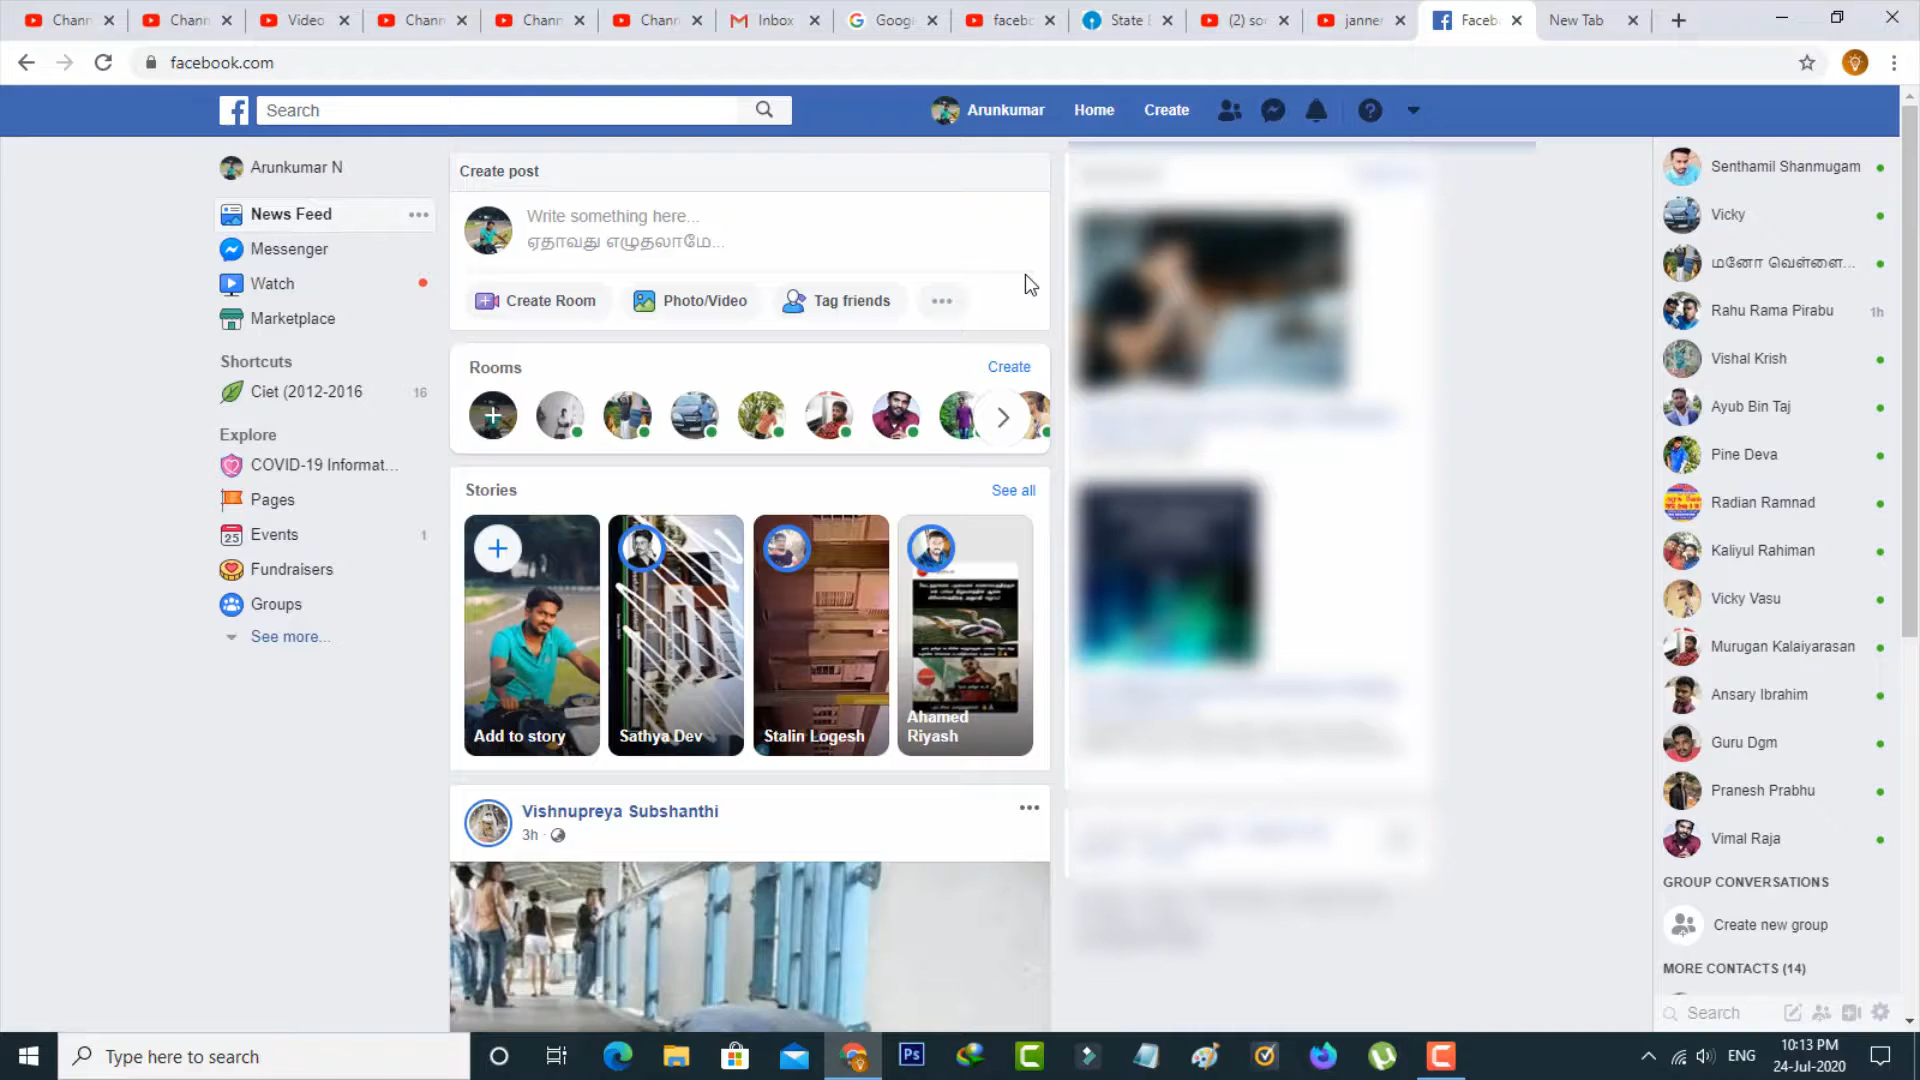 Chann
Chann
Video
Chann
Chann
Chann
Inbox
Googl
facebo
State B
(2) soc
janner
Faceb
New Tab
facebook.com
Search
Arunkumar
Home
Create
Arunkumar N
News Feed
Messenger
Watch
Marketplace
Shortcuts
Ciet (2012-2016 16
Explore
COVID-19 Informat...
Pages
25 Events 1
Fundraisers
Groups
See more...
Create post
Write something here...
ஏதாவது எழுதலாமே...
Create Room
Photo/Video
Tag friends
Rooms
Create
Stories
See all
Add to story
Sathya Dev
Stalin Logesh
Ahamed
Riyash
Vishnupreya Subshanthi
3h
Senthamil Shanmugam
Vicky
மனோ வெள்ளை...
Rahu Rama Pirabu 1h
Vishal Krish
Ayub Bin Taj
Pine Deva
Radian Ramnad
Kaliyul Rahiman
Vicky Vasu
Murugan Kalaiyarasan
Ansary Ibrahim
Guru Dgm
Pranesh Prabhu
Vimal Raja
GROUP CONVERSATIONS
Create new group
MORE CONTACTS (14)
Search
Type here to search
Ps
ENG
10:13 PM
24-Jul-2020